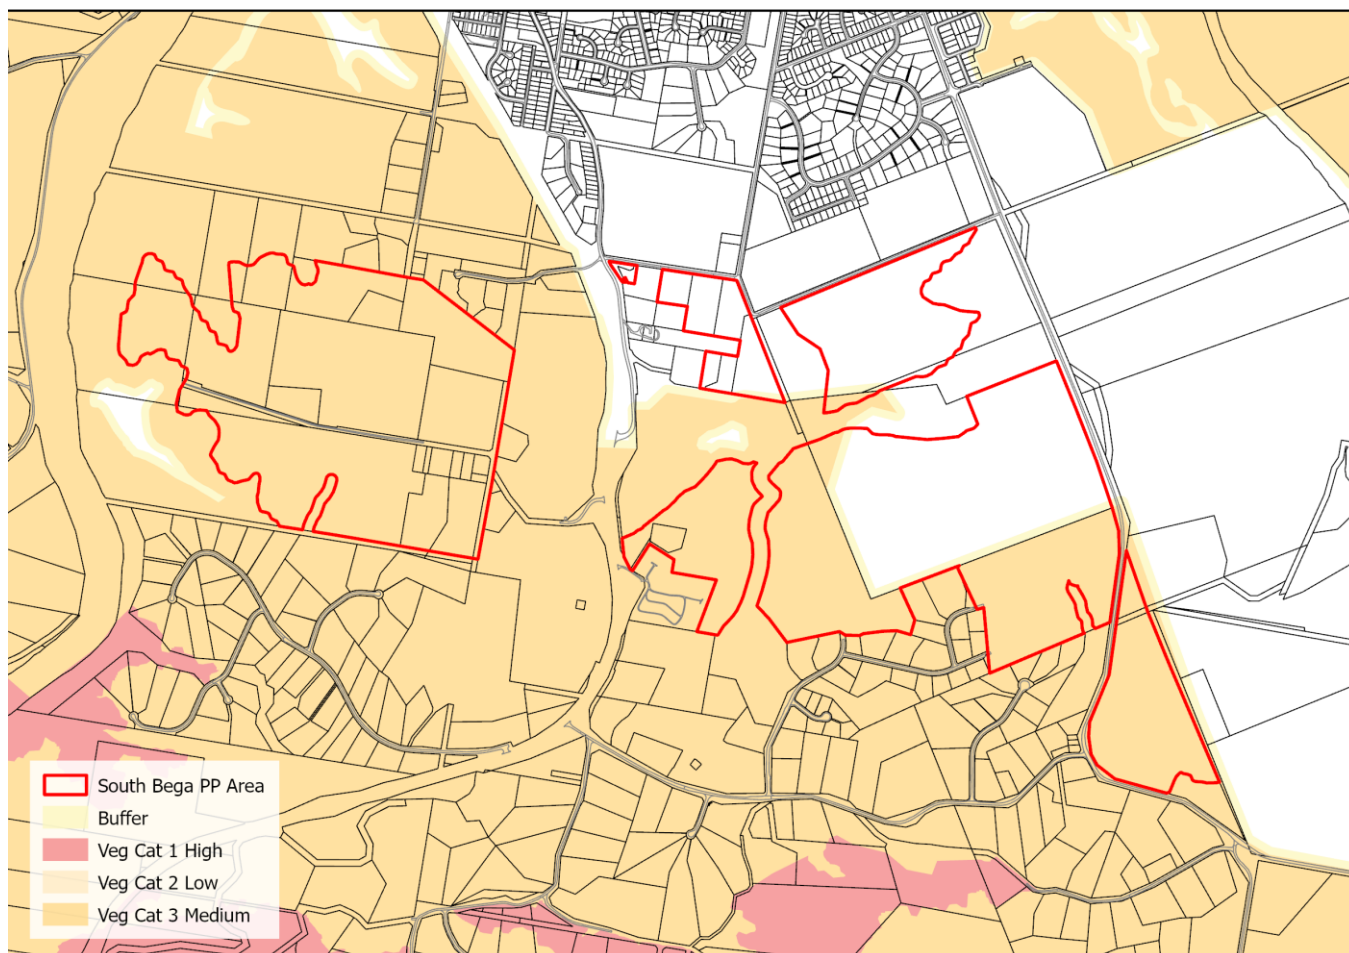 South Bega PP Area
Buffer
Veg Cat 1 High
Veg Cat 2 Low
Veg Cat 3 Medium